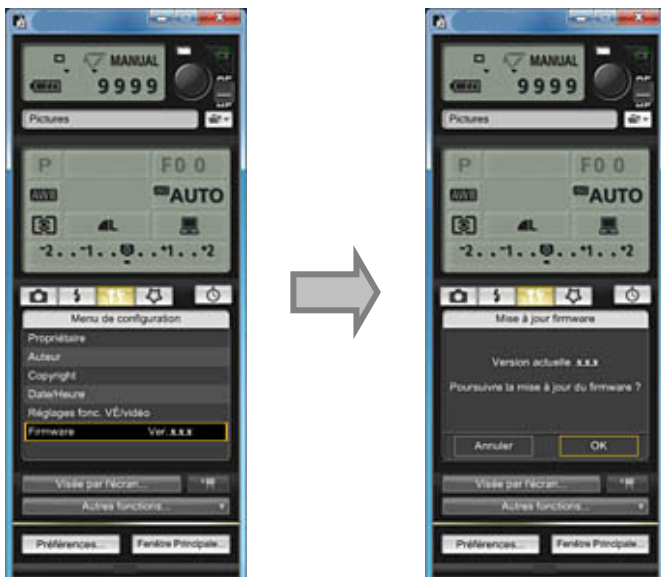 MANUAL
9999
Pictures
P F00
AWB AUTO
L
-2..-1..0..+1..+2
Menu de configuration
Propriétaire
Auteur
Copyright
Date/Heure
Réglages fonc. VÉ/vidéo
Firmware Ver.x.x.x
Visée par l'écran...
Autres fonctions...
Préférences... Fenêtre Principale...
MANUAL
9999
Pictures
P F00
AWB AUTO
L
-2..-1..0..+1..+2
Mise à jour firmware
Version actuelle x.x.x
Poursuivre la mise à jour du firmware ?
Annuler OK
Visée par l'écran...
Autres fonctions...
Préférences... Fenêtre Principale...